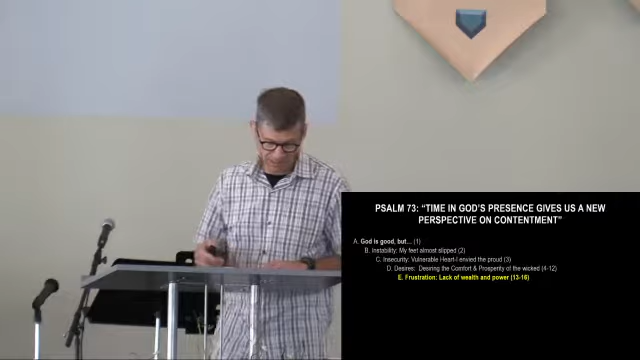 PSALM 73: “TIME IN GOD’S PRESENCE GIVES US A NEW
PERSPECTIVE ON CONTENTMENT”
A. God is good, but... (1)
B. Instability: My feet almost slipped (2)
C. Insecurity: Vulnerable Heart-I envied the proud (3)
D. Desires: Desiring the Comfort & Prosperity of the wicked (4-12)
E. Frustration: Lack of wealth and power (13-16)